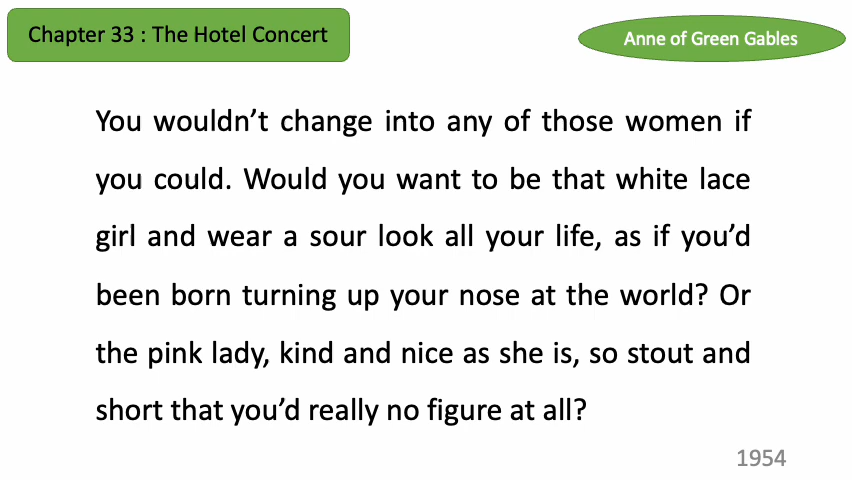 Chapter 33 : The Hotel Concert
Anne of Green Gables
You wouldn’t change into any of those women if
you could. Would you want to be that white lace
girl and wear a sour look all your life, as if you’d
been born turning up your nose at the world? Or
the pink lady, kind and nice as she is, so stout and
short that you’d really no figure at all?
1954